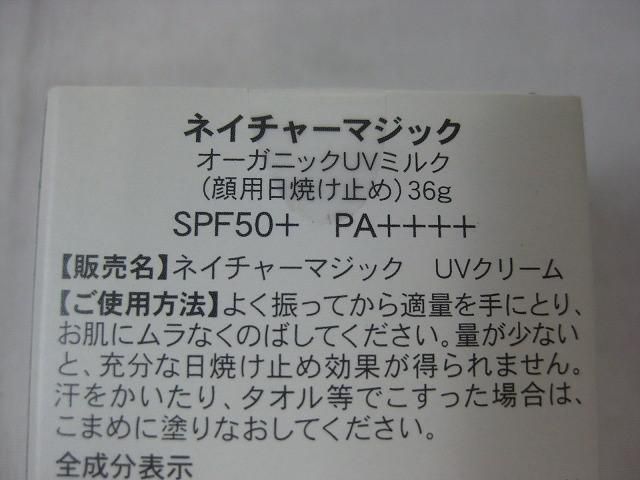 ネイチャーマジック
オーガニックUVミルク
(顔用日焼け止め)36g
SPF50+ PA++++
【販売名】ネイチャーマジック UVクリーム
【ご使用方法】よく振ってから適量を手にとり、
お肌にムラなくのばしてください。量が少ない
と、充分な日焼け止め効果が得られません。
汗をかいたり、タオル等でこすった場合は、
こまめに塗りなおしてください。
全成分表示